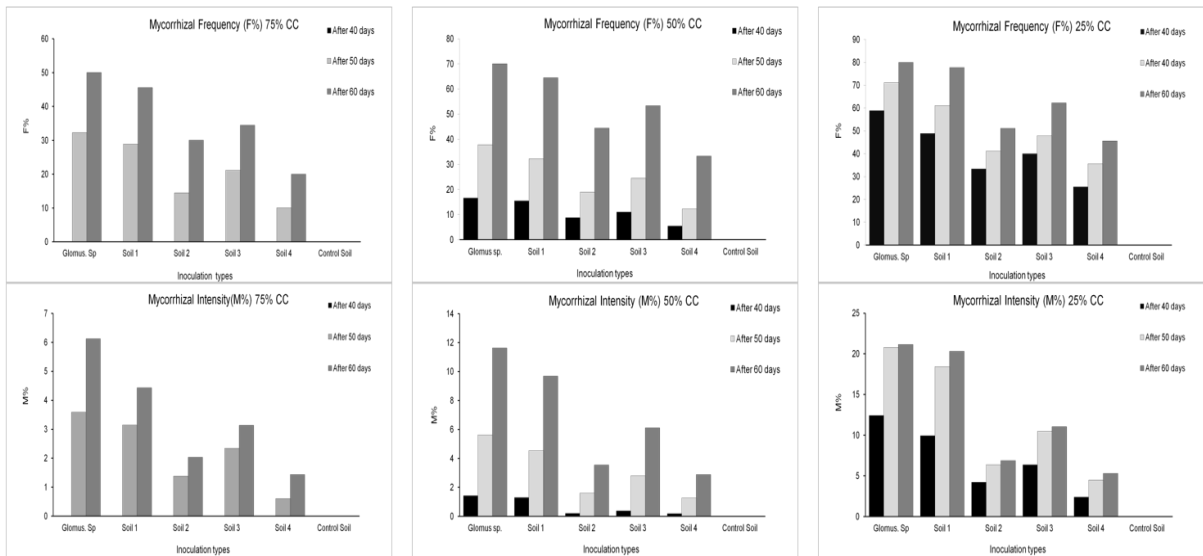 Mycorrhizal Frequency (F%) 75% CC
After 40 days
After 50 days
After 60 days
F%
60
50
40
30
20
10
0
Glomus. Sp Soil 1 Soil 2 Soil 3 Soil 4 Control Soil
Inoculation types
Mycorrhizal Frequency (F%) 50% CC
After 40 days
After 50 days
After 60 days
F%
80
70
60
50
40
30
20
10
0
Glomus sp. Soil 1 Soil 2 Soil 3 Soil 4 Control Soil
Inoculation types
Mycorrhizal Frequency (F%) 25% CC
After 40 days
After 40 days
After 60 days
F%
90
80
70
60
50
40
30
20
10
0
Glomus. Sp Soil 1 Soil 2 Soil 3 Soil 4 Control Soil
Inoculation types
Mycorrhizal Intensity(M%) 75% CC
After 40 days
After 50 days
After 60 days
M%
7
6
5
4
3
2
1
0
Glomus. Sp Soil 1 Soil 2 Soil 3 Soil 4 Control Soil
Inoculation types
Mycorrhizal Intensity (M%) 50% CC
After 40 days
After 50 days
After 60 days
M%
14
12
10
8
6
4
2
0
Glomus sp. Soil 1 Soil 2 Soil 3 Soil 4 Control Soil
Inoculation types
Mycorrhizal Intensity (M%) 25% CC
After 40 days
After 50 days
After 60 days
M%
25
20
15
10
5
0
Glomus. Sp Soil 1 Soil 2 Soil 3 Soil 4 Control Soil
Inoculation types